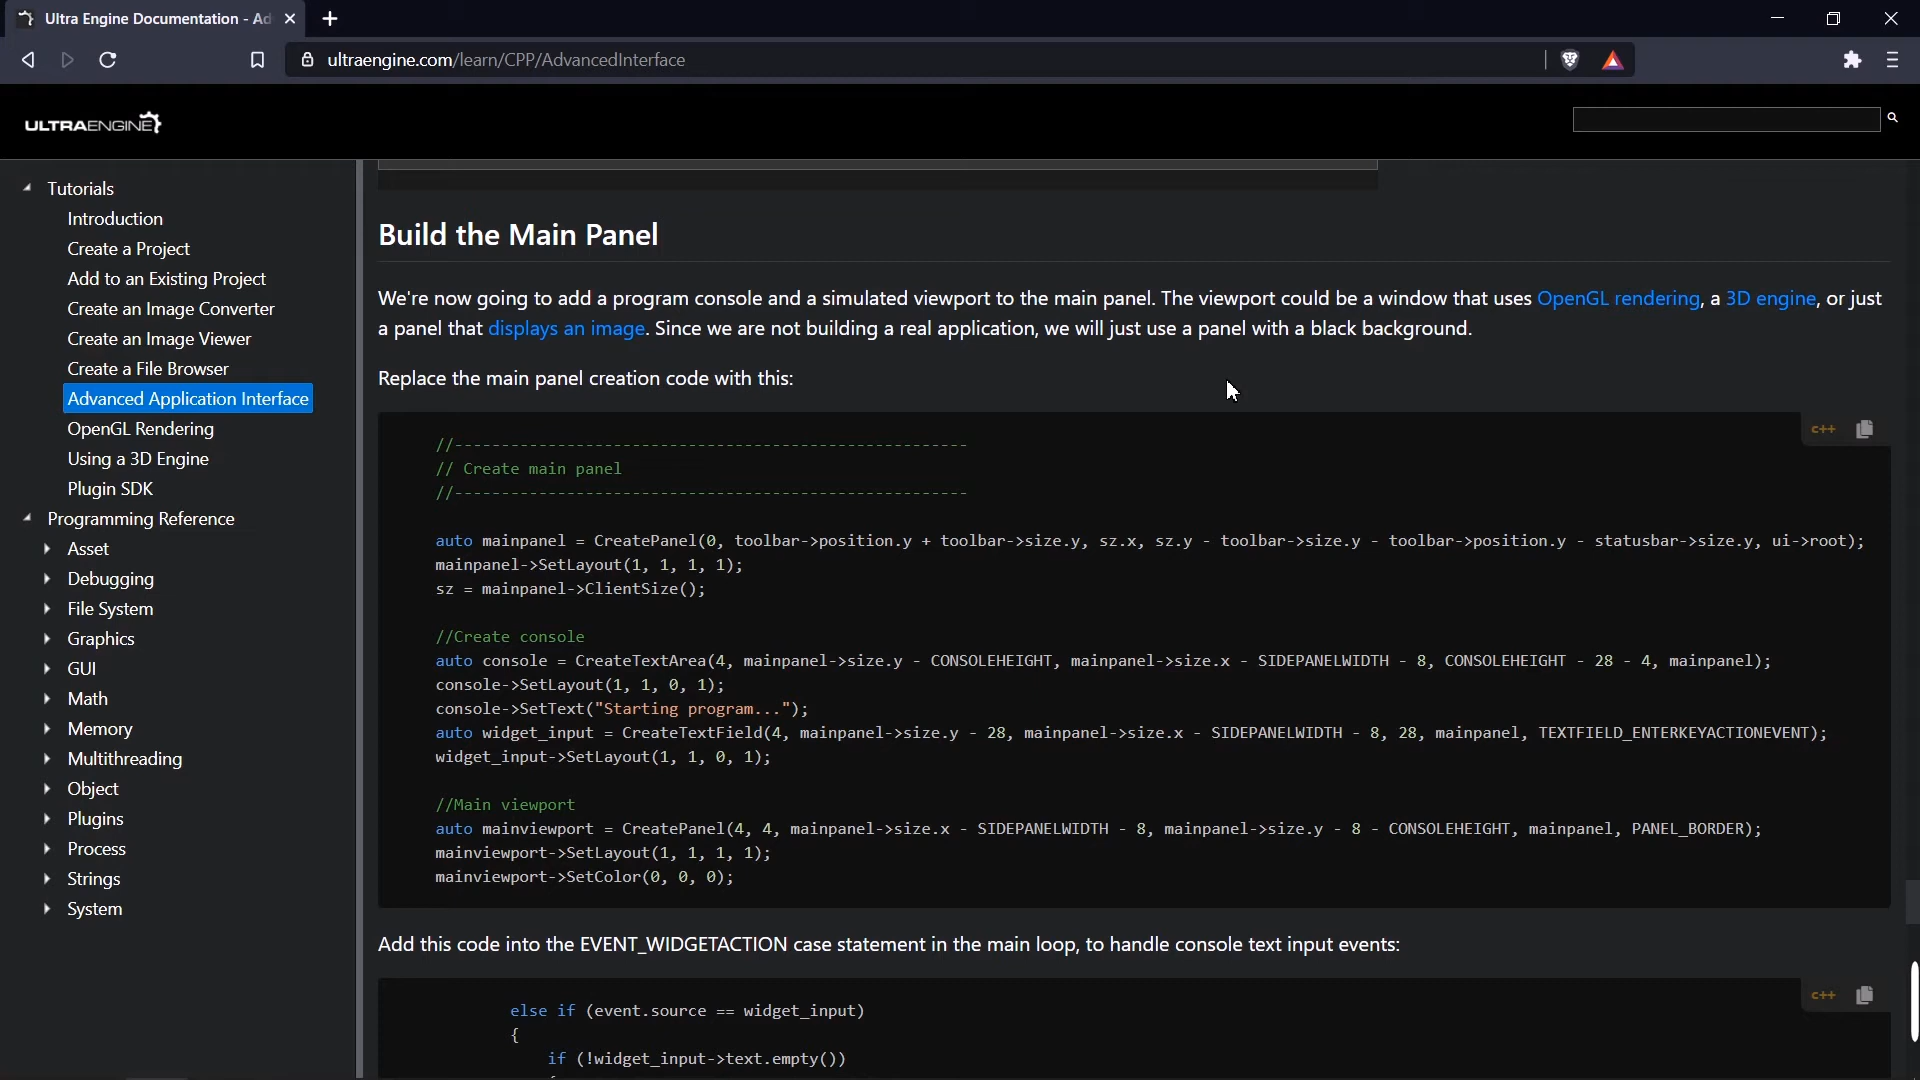 Ultra Engine Documentation - Ad
ultraengine.com/learn/CPP/AdvancedInterface
ULTRAENGINE
Tutorials
Introduction
Create a Project
Add to an Existing Project
Create an Image Converter
Create an Image Viewer
Create a File Browser
Advanced Application Interface
OpenGL Rendering
Using a 3D Engine
Plugin SDK
Programming Reference
Asset
Debugging
File System
Graphics
GUI
Math
Memory
Multithreading
Object
Plugins
Process
Strings
System
Build the Main Panel
We're now going to add a program console and a simulated viewport to the main panel. The viewport could be a window that uses OpenGL rendering, a 3D engine, or just
a panel that displays an image. Since we are not building a real application, we will just use a panel with a black background.
Replace the main panel creation code with this:
c++
//-------------------------------------------------------
// Create main panel
//-------------------------------------------------------
auto mainpanel = CreatePanel(0, toolbar->position.y + toolbar->size.y, sz.x, sz.y - toolbar->size.y - toolbar->position.y - statusbar->size.y, ui->root);
mainpanel->SetLayout(1, 1, 1, 1);
sz = mainpanel->ClientSize();
//Create console
auto console = CreateTextArea(4, mainpanel->size.y - CONSOLEHEIGHT, mainpanel->size.x - SIDEPANELWIDTH - 8, CONSOLEHEIGHT - 28 - 4, mainpanel);
console->SetLayout(1, 1, 0, 1);
console->SetText("Starting program...");
auto widget_input = CreateTextField(4, mainpanel->size.y - 28, mainpanel->size.x - SIDEPANELWIDTH - 8, 28, mainpanel, TEXTFIELD_ENTERKEYACTIONEVENT);
widget_input->SetLayout(1, 1, 0, 1);
//Main viewport
auto mainviewport = CreatePanel(4, 4, mainpanel->size.x - SIDEPANELWIDTH - 8, mainpanel->size.y - 8 - CONSOLEHEIGHT, mainpanel, PANEL_BORDER);
mainviewport->SetLayout(1, 1, 1, 1);
mainviewport->SetColor(0, 0, 0);
Add this code into the EVENT_WIDGETACTION case statement in the main loop, to handle console text input events:
c++
else if (event.source == widget_input)
{
if (!widget_input->text.empty())